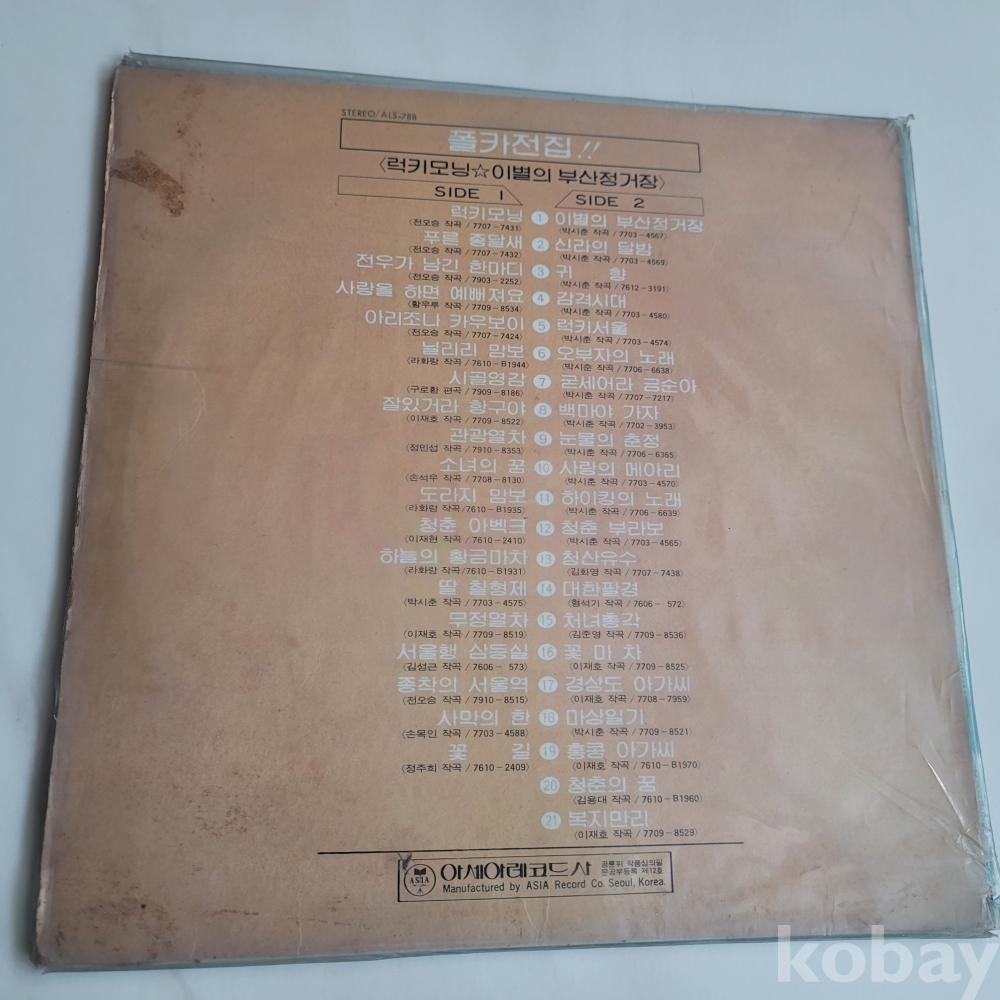 STEREO/ALS-788
폴카전집!!
〈럭키모닝☆이별의 부산정거장〉
SIDE 1
럭키모닝 1
〈전오승 작곡 / 7707-7431〉
푸른 종달새 2
〈전오승 작곡 / 7707-7432〉
전우가 남긴 한마디 3
〈전오승 작곡 / 7903-2252〉
사랑을 하면 예뻐져요 4
〈황우루 작곡 / 7709-8534〉
아리조나 카우보이 5
〈전오승 작곡 / 7707-7424〉
닐리리 맘보 6
〈라화랑 작곡 / 7610-B1944〉
시골영감 7
〈구로환 편곡 / 7909-8186〉
잘있거라 항구야 8
〈이재호 작곡 / 7709-8522〉
관광열차 9
〈정민섭 작곡 / 7910-8353〉
소녀의 꿈 10
〈손석우 작곡 / 7708-8130〉
도라지 맘보 11
〈라화랑 작곡 /7610-B1935〉
청춘 아벡크 12
〈이재현 작곡 / 7610-2410〉
하늘의 황금마차 13
〈라화랑 작곡 /7610-B1931〉
딸 칠형제 14
〈박시춘 작곡 / 7703-4575〉
무정열차 15
〈이재호 작곡 / 7709-8519〉
서울행 삼등실 16
〈김성근 작곡 / 7606- 573〉
종착의 서울역 17
〈전오승 작곡 / 7910-8515〉
사막의 한 18
〈손목인 작곡 / 7703-4588〉
꽃 길 19
〈정주희 작곡 / 7610-2409〉
SIDE 2
이별의 부산정거장
〈박시춘 작곡 / 7703-4567〉
신라의 달밤
〈박시춘 작곡 / 7703-4569〉
귀 향
〈박시춘 작곡 / 7612-3191〉
감격시대
〈박시춘 작곡 / 7703-4580〉
럭키서울
〈박시춘 작곡 / 7703-4574〉
오부자의 노래
〈박시춘 작곡 / 7706-6638〉
굳세어라 금순아
〈박시춘 작곡 / 7707-7217〉
백마야 가자
〈박시춘 작곡 / 7702-3953〉
눈물의 춘정
〈박시춘 작곡 / 7706-6365〉
사랑의 메아리
〈박시춘 작곡 / 7703-4570〉
하이킹의 노래
〈박시춘 작곡 / 7706-6639〉
청춘 부라보
〈박시춘 작곡 / 7703-4565〉
청산유수
〈김화영 작곡 / 7707-7438〉
대한팔경
〈형석기 작곡 / 7606- 572〉
처녀총각
〈김준영 작곡 / 7709-8536〉
꽃 마 차
〈이재호 작곡 / 7709-8525〉
경상도 아가씨
〈이재호 작곡 / 7708-7959〉
마상일기
〈박시춘 작곡 / 7709-8521〉
홍콩 아가씨
〈이재호 작곡 / 7610-B1970〉
20 청춘의 꿈
〈김용대 작곡 / 7610-B1960〉
21 복지만리
〈이재호 작곡 / 7709-8529〉
ASIA
아세아레코드사
공륜위 작품심의필
문공부등록 제12호
Manufactured by ASIA Record Co. Seoul, Korea.
kobay